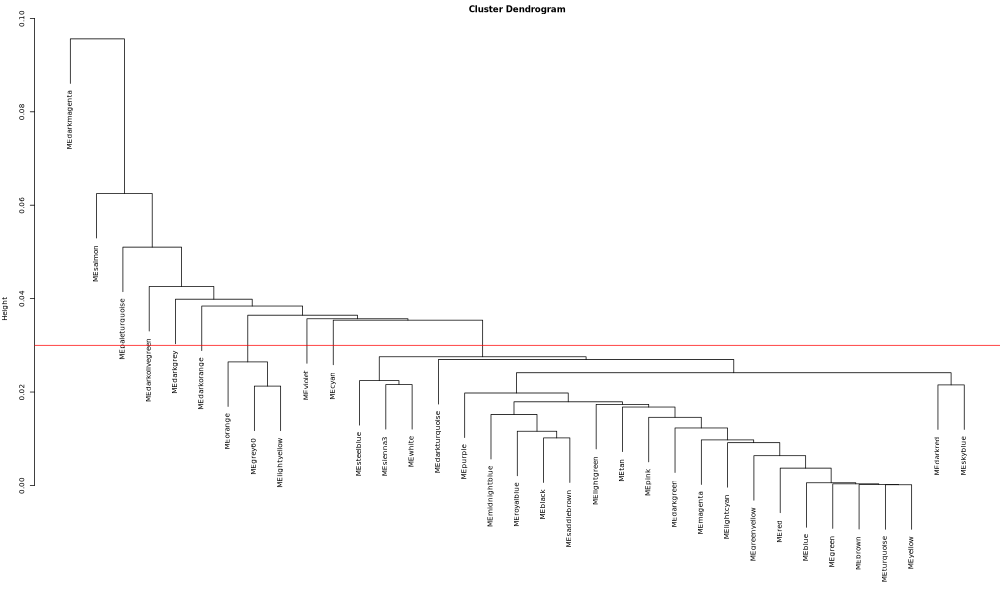 Cluster Dendrogram
Height
0.10
0.08
0.06
0.04
0.02
0.00
MEdarkmagenta
MEsalmon
MEpaleturquoise
MEdarkolivegreen
MEdarkgrey
MEdarkorange
MEorange
MEgrey60
MElightyellow
MEviolet
MEcyan
MEsteelblue
MEsienna3
MEwhite
MEdarkturquoise
MEpurple
MEmidnightblue
MEroyalblue
MEblack
MEsaddlebrown
MElightgreen
MEtan
MEpink
MEdarkgreen
MEmagenta
MElightcyan
MEgreenyellow
MEred
MEblue
MEgreen
MEbrown
MEturquoise
MEyellow
MEdarkred
MEskyblue